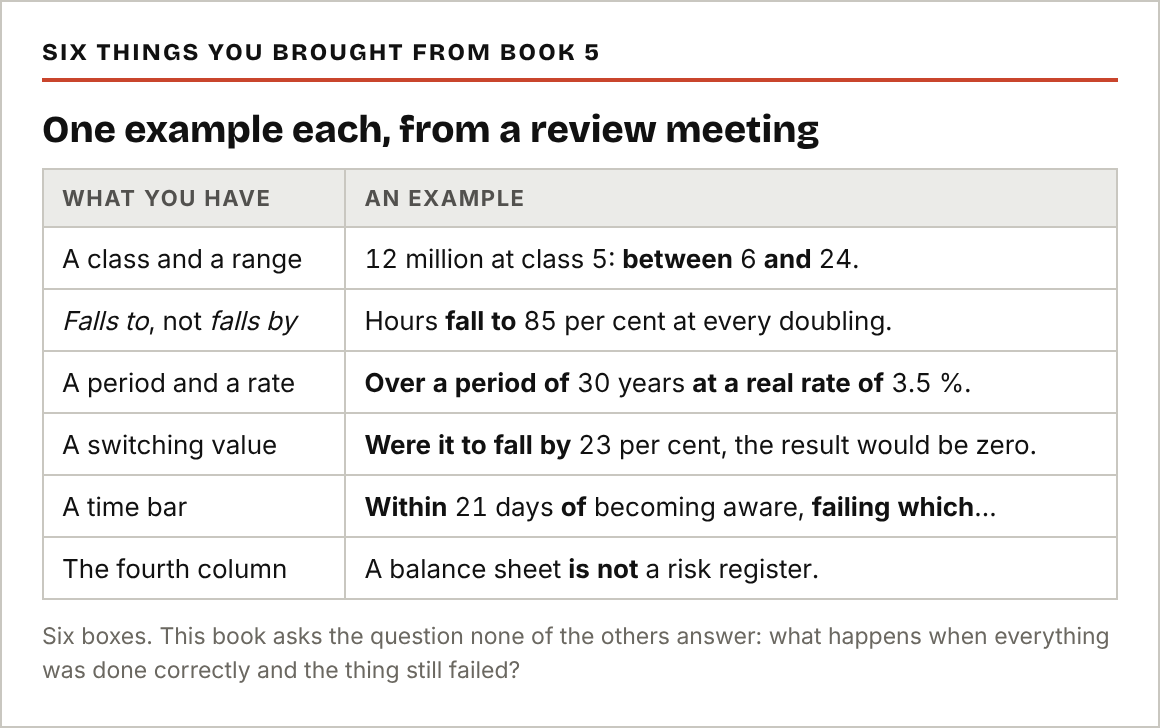 SIX THINGS YOU BROUGHT FROM BOOK 5
One example each, from a review meeting
WHAT YOU HAVE AN EXAMPLE
A class and a range 12 million at class 5: between 6 and 24.
Falls to, not falls by Hours fall to 85 per cent at every doubling.
A period and a rate Over a period of 30 years at a real rate of 3.5 %.
A switching value Were it to fall by 23 per cent, the result would be zero.
A time bar Within 21 days of becoming aware, failing which...
The fourth column A balance sheet is not a risk register.
Six boxes. This book asks the question none of the others answer: what happens when everything
was done correctly and the thing still failed?